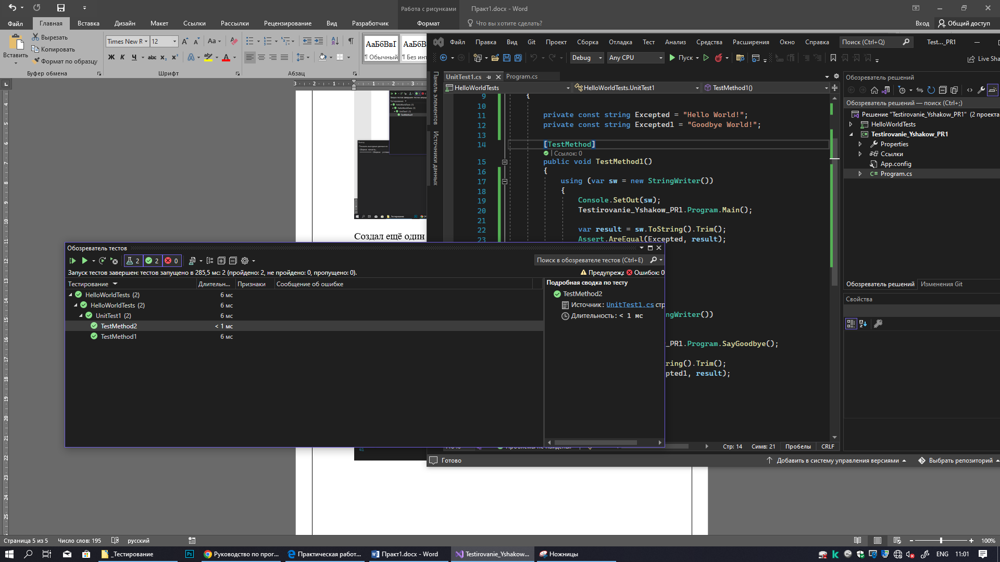 Работа с рисунками
Практ1.docx - Word
Файл
Главная
Вставка
Дизайн
Макет
Ссылки
Рассылки
Рецензирование
Вид
Разработчик
Формат
Что вы хотите сделать?
Вход
Общий доступ
Вставить
Вырезать
Копировать
Формат по образцу
Буфер обмена
Times New R
12
Шрифт
Абзац
АаБбВвІ
¶ Обычный
АаБбВ
¶ Без инт
Файл Правка Вид Git Проект Сборка Отладка Тест Анализ Средства Расширения Окно Справка
Поиск (Ctrl+Q)
Test..._PR1
Debug
Any CPU
Пуск
Live Sha
Панель элементов
Источники данных
UnitTest1.cs
Program.cs
HelloWorldTests
HelloWorldTests.UnitTest1
TestMethod1()
9 {
10
11 private const string Excepted = "Hello World!";
12 private const string Excepted1 = "Goodbye World!";
13
14 [TestMethod]
Ссылок: 0
15 public void TestMethod1()
16 {
17 using (var sw = new StringWriter())
18 {
19 Console.SetOut(sw);
20 Testirovanie_Yshakow_PR1.Program.Main();
21
22 var result = sw.ToString().Trim();
23 Assert.AreEqual(Excepted, result);
ngWriter())
_PR1.Program.SayGoodbye();
ring().Trim();
pted1, result);
Стр: 14 Симв: 21 Пробелы CRLF
Готово
Добавить в систему управления версиями
Выбрать репозиторий
Обозреватель решений
Обозреватель решений — поиск (Ctrl+;)
Решение "Testirovanie_Yshakow_PR1" (2 проекта
HelloWorldTests
Testirovanie_Yshakow_PR1
Properties
Ссылки
App.config
C# Program.cs
Обозреватель решений
Изменения Git
Свойства
Создал ещё один
Обозреватель тестов
2 2 0
Поиск в обозревателе тестов (Ctrl+E)
Запуск тестов завершен: тестов запущено в 285,5 мс: 2 (пройдено: 2, не пройдено: 0, пропущено: 0).
Предупрежд
Ошибок: 0
Тестирование Длительн... Признаки Сообщение об ошибке
HelloWorldTests (2) 6 мс
HelloWorldTests (2) 6 мс
UnitTest1 (2) 6 мс
TestMethod2 < 1 мс
TestMethod1 6 мс
Подробная сводка по тесту
TestMethod2
Источник: UnitTest1.cs стр
Длительность: < 1 мс
Страница 5 из 5
Число слов: 195
русский
100%
_Тестирование
Ps
Руководство по прог...
Практическая работ...
Практ1.docx - Word
Testirovanie_Yshakow...
Ножницы
ENG
11:01